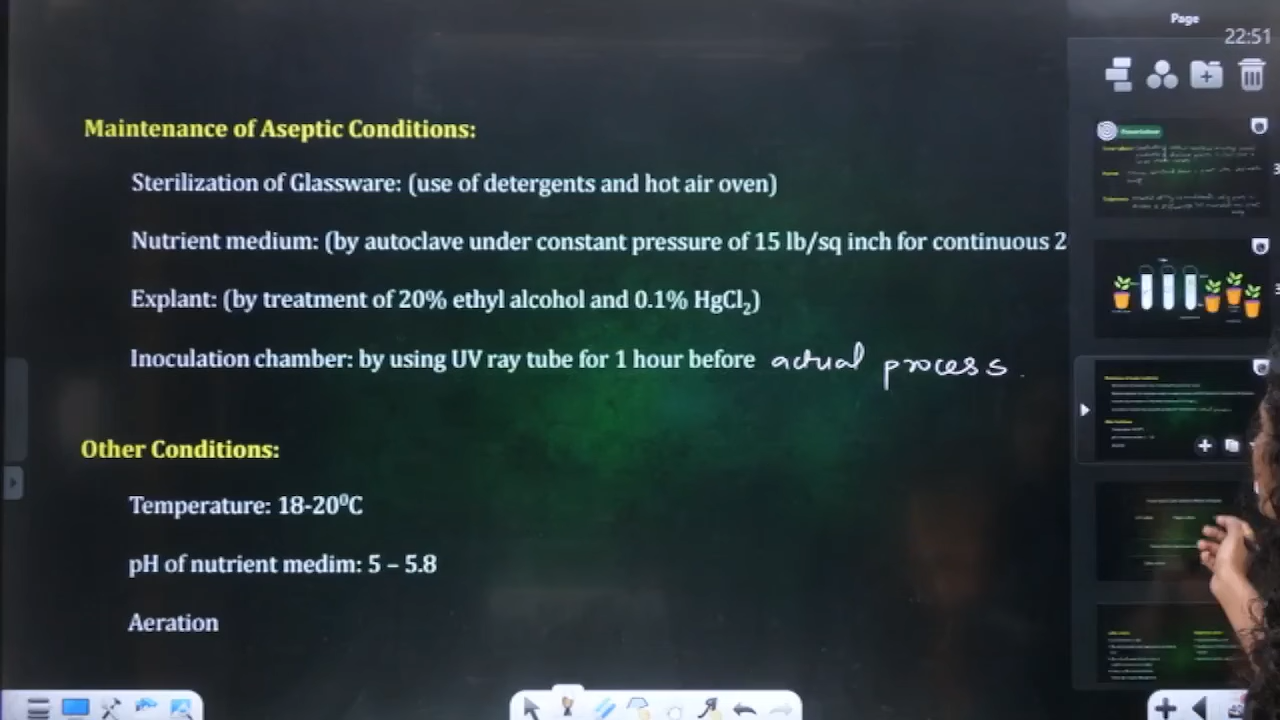 Page
22:51
Maintenance of Aseptic Conditions:
Sterilization of Glassware: (use of detergents and hot air oven)
Nutrient medium: (by autoclave under constant pressure of 15 lb/sq inch for continuous 2
Explant: (by treatment of 20% ethyl alcohol and 0.1% HgCl₂)
Inoculation chamber: by using UV ray tube for 1 hour before actual process.
Other Conditions:
Temperature: 18-20⁰C
pH of nutrient medim: 5 – 5.8
Aeration